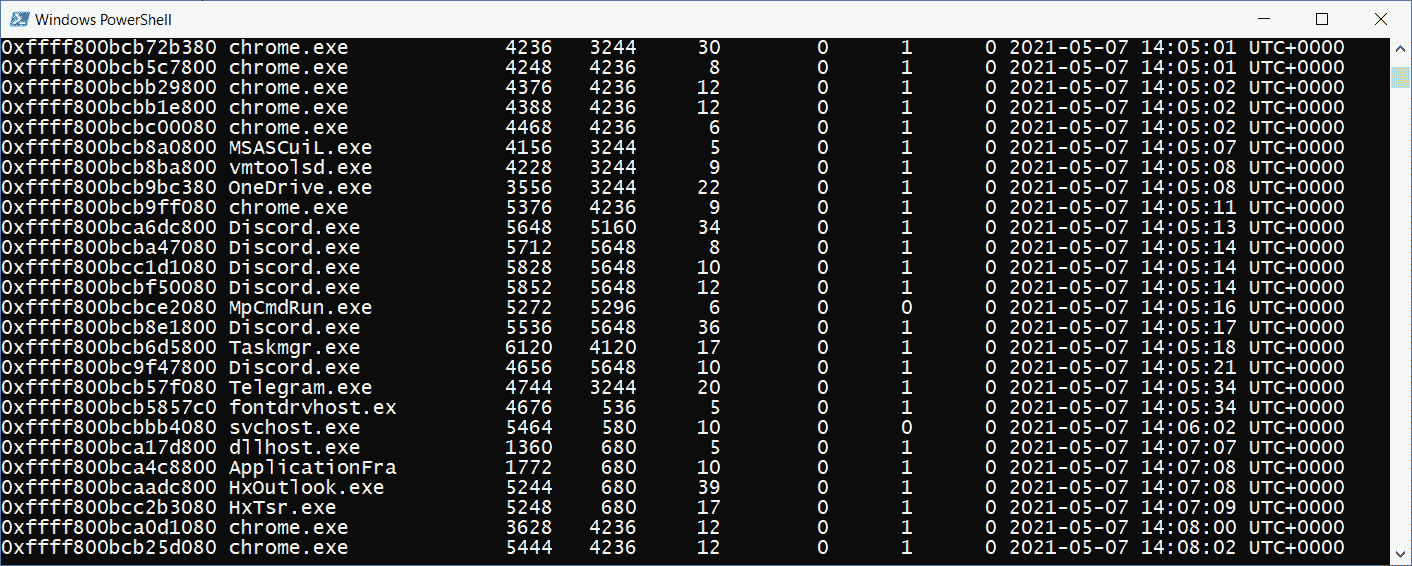 Windows PowerShell
0xffff800bcb72b380 chrome.exe 4236 3244 30 0 1 0 2021-05-07 14:05:01 UTC+0000
0xffff800bcb5c7800 chrome.exe 4248 4236 8 0 1 0 2021-05-07 14:05:01 UTC+0000
0xffff800bcbb29800 chrome.exe 4376 4236 12 0 1 0 2021-05-07 14:05:02 UTC+0000
0xffff800bcbb1e800 chrome.exe 4388 4236 12 0 1 0 2021-05-07 14:05:02 UTC+0000
0xffff800bcbc00080 chrome.exe 4468 4236 6 0 1 0 2021-05-07 14:05:02 UTC+0000
0xffff800bcb8a0800 MSASCuiL.exe 4156 3244 5 0 1 0 2021-05-07 14:05:07 UTC+0000
0xffff800bcb8ba800 vmtoolsd.exe 4228 3244 9 0 1 0 2021-05-07 14:05:08 UTC+0000
0xffff800bcb9bc380 OneDrive.exe 3556 3244 22 0 1 0 2021-05-07 14:05:08 UTC+0000
0xffff800bcb9ff080 chrome.exe 5376 4236 9 0 1 0 2021-05-07 14:05:11 UTC+0000
0xffff800bca6dc800 Discord.exe 5648 5160 34 0 1 0 2021-05-07 14:05:13 UTC+0000
0xffff800bcba47080 Discord.exe 5712 5648 8 0 1 0 2021-05-07 14:05:14 UTC+0000
0xffff800bcc1d1080 Discord.exe 5828 5648 10 0 1 0 2021-05-07 14:05:14 UTC+0000
0xffff800bcbf50080 Discord.exe 5852 5648 12 0 1 0 2021-05-07 14:05:14 UTC+0000
0xffff800bcbce2080 MpCmdRun.exe 5272 5296 6 0 0 0 2021-05-07 14:05:16 UTC+0000
0xffff800bcb8e1800 Discord.exe 5536 5648 36 0 1 0 2021-05-07 14:05:17 UTC+0000
0xffff800bcb6d5800 Taskmgr.exe 6120 4120 17 0 1 0 2021-05-07 14:05:18 UTC+0000
0xffff800bc9f47800 Discord.exe 4656 5648 10 0 1 0 2021-05-07 14:05:21 UTC+0000
0xffff800bcb57f080 Telegram.exe 4744 3244 20 0 1 0 2021-05-07 14:05:34 UTC+0000
0xffff800bcb5857c0 fontdrvhost.ex 4676 536 5 0 1 0 2021-05-07 14:05:34 UTC+0000
0xffff800bcbbb4080 svchost.exe 5464 580 10 0 0 0 2021-05-07 14:06:02 UTC+0000
0xffff800bca17d800 dllhost.exe 1360 680 5 0 1 0 2021-05-07 14:07:07 UTC+0000
0xffff800bca4c8800 ApplicationFra 1772 680 10 0 1 0 2021-05-07 14:07:08 UTC+0000
0xffff800bcaadc800 HxOutlook.exe 5244 680 39 0 1 0 2021-05-07 14:07:08 UTC+0000
0xffff800bcc2b3080 HxTsr.exe 5248 680 17 0 1 0 2021-05-07 14:07:09 UTC+0000
0xffff800bca0d1080 chrome.exe 3628 4236 12 0 1 0 2021-05-07 14:08:00 UTC+0000
0xffff800bcb25d080 chrome.exe 5444 4236 12 0 1 0 2021-05-07 14:08:02 UTC+0000